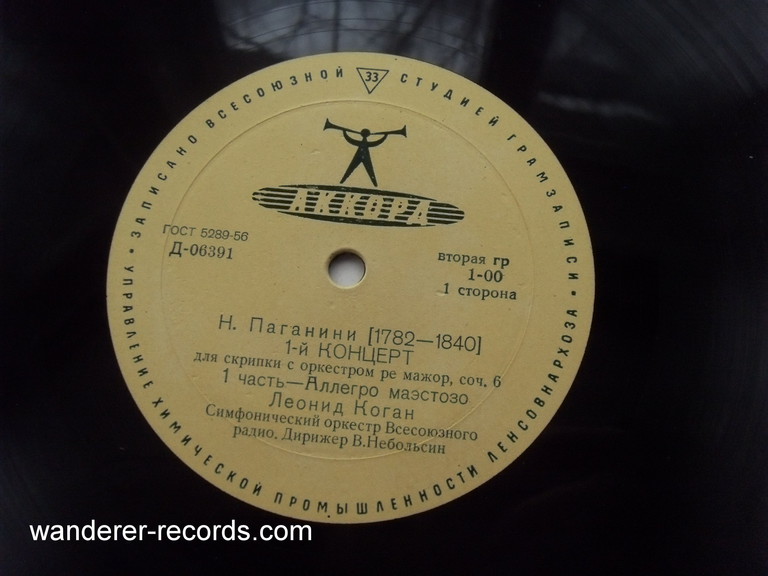 ЗАПИСАНО ВСЕСОЮЗНОЙ 33 СТУДИЕЙ ГРАМЗАПИСИ
АККОРД
ГОСТ 5289-56
Д-06391
вторая гр
1-00
1 сторона
Н. Паганини [1782—1840]
1-й КОНЦЕРТ
для скрипки с оркестром ре мажор, соч. 6
1 часть—Аллегро маэстозо
Леонид Коган
Симфонический оркестр Всесоюзного
радио. Дирижер В.Небольсин
УПРАВЛЕНИЕ ХИМИЧЕСКОЙ ПРОМЫШЛЕННОСТИ ЛЕНСОВНАРХОЗА
wanderer-records.com